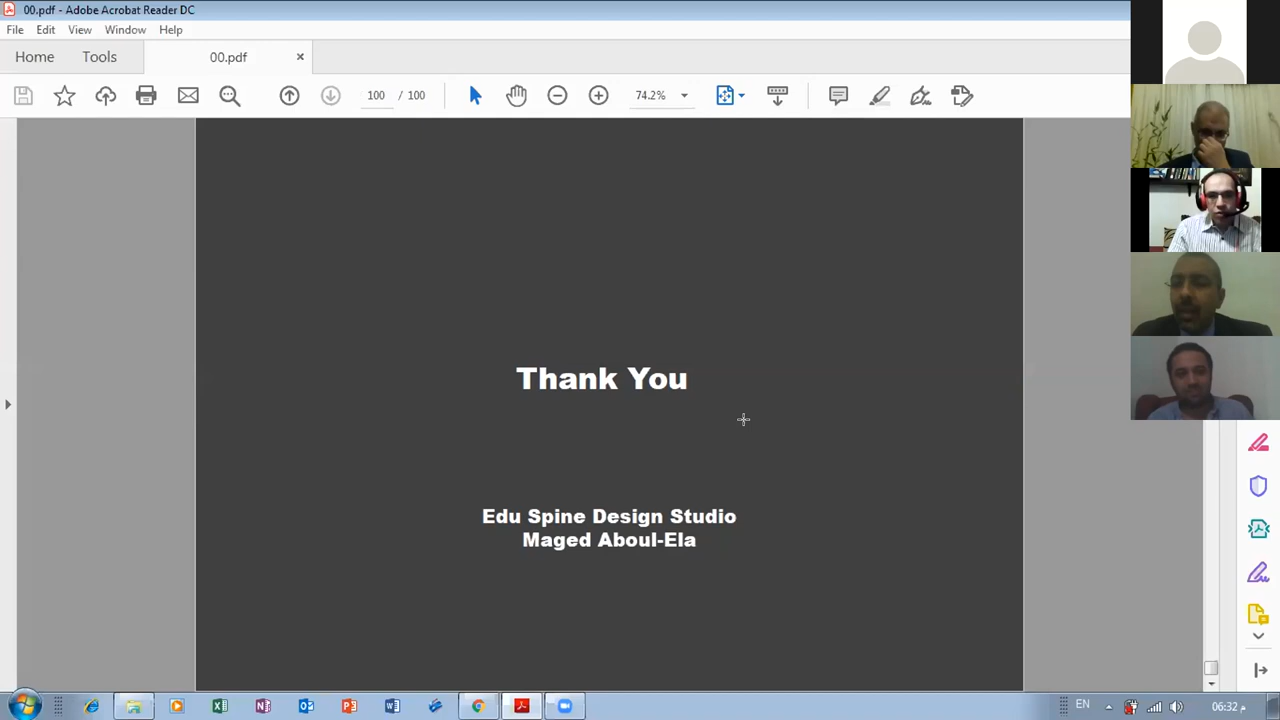 00.pdf - Adobe Acrobat Reader DC
File Edit View Window Help
Home Tools 00.pdf ×
100 / 100 74.2%
Thank You
Edu Spine Design Studio
Maged Aboul-Ela
EN 06:32 م